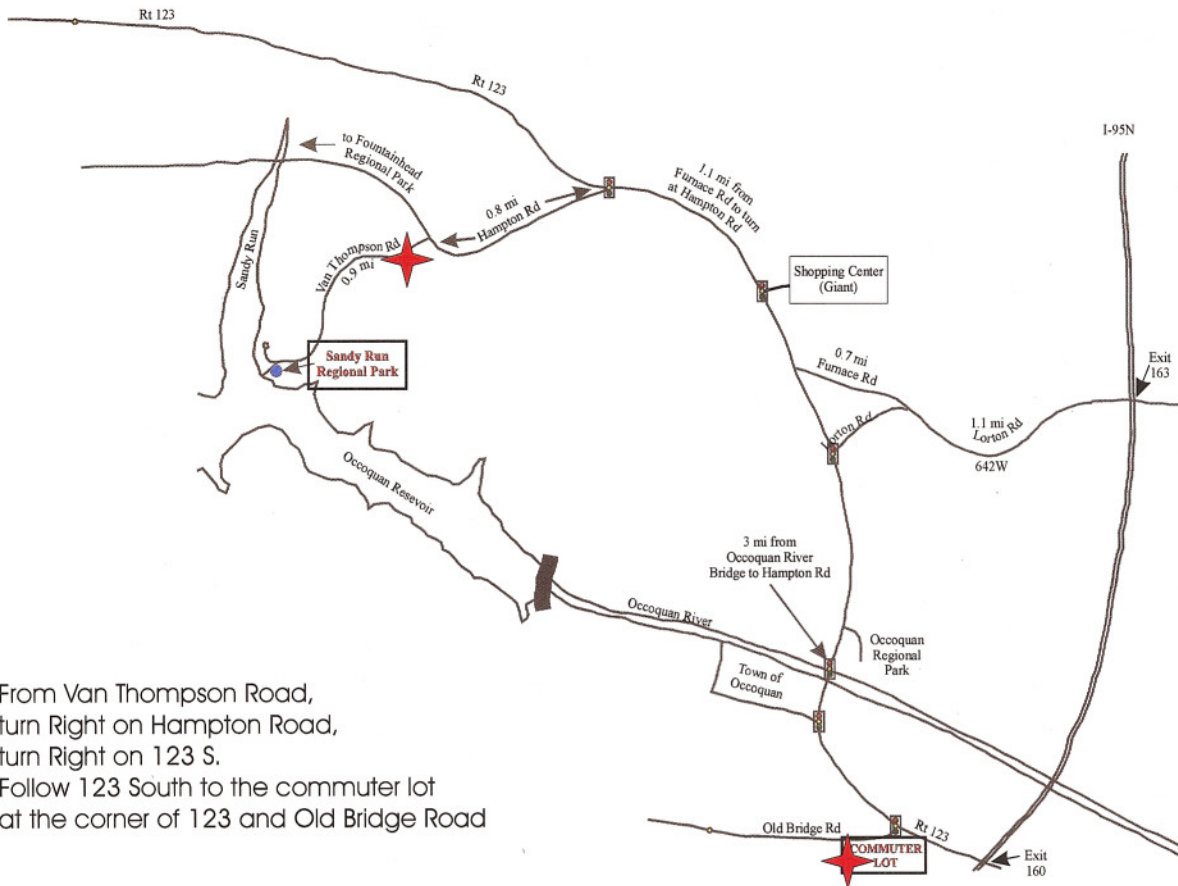 Rt 123
Rt 123
I-95N
to Fountainhead
Regional Park
1.1 mi from
Furnace Rd to turn
at Hampton Rd
0.8 mi
Hampton Rd
Van Thompson Rd
0.9 mi
Sandy Run
Shopping Center
(Giant)
Sandy Run
Regional Park
0.7 mi
Furnace Rd
Exit
163
Lorton Rd
1.1 mi
Lorton Rd
642W
Occoquan Resevoir
3 mi from
Occoquan River
Bridge to Hampton Rd
Occoquan River
Occoquan
Regional
Park
Town of
Occoquan
From Van Thompson Road,
turn Right on Hampton Road,
turn Right on 123 S.
Follow 123 South to the commuter lot
at the corner of 123 and Old Bridge Road
Old Bridge Rd
Rt 123
COMMUTER
LOT
Exit
160